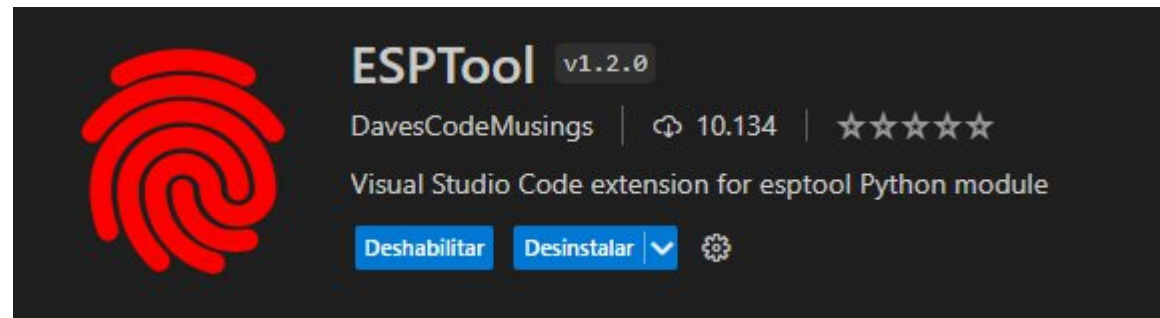 ESPTool v1.2.0
DavesCodeMusings 10.134
Visual Studio Code extension for esptool Python module
Deshabilitar Desinstalar